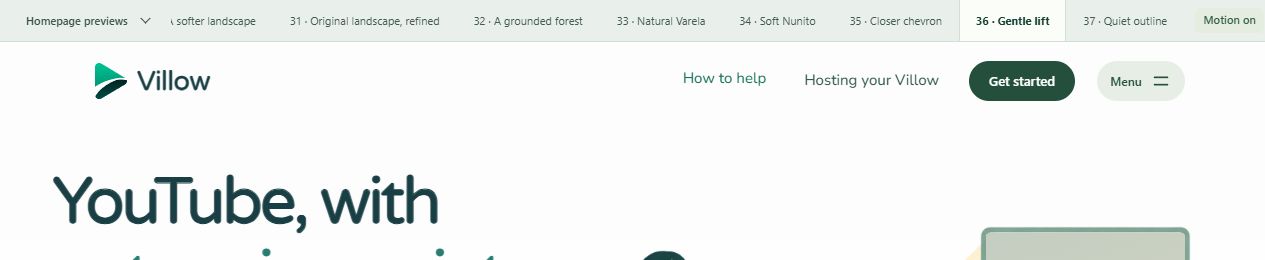 Homepage previews softer landscape 31 · Original landscape, refined 32 · A grounded forest 33 · Natural Varela 34 · Soft Nunito 35 · Closer chevron 36 · Gentle lift 37 · Quiet outline Motion on
Villow How to help Hosting your Villow Get started Menu
YouTube, with